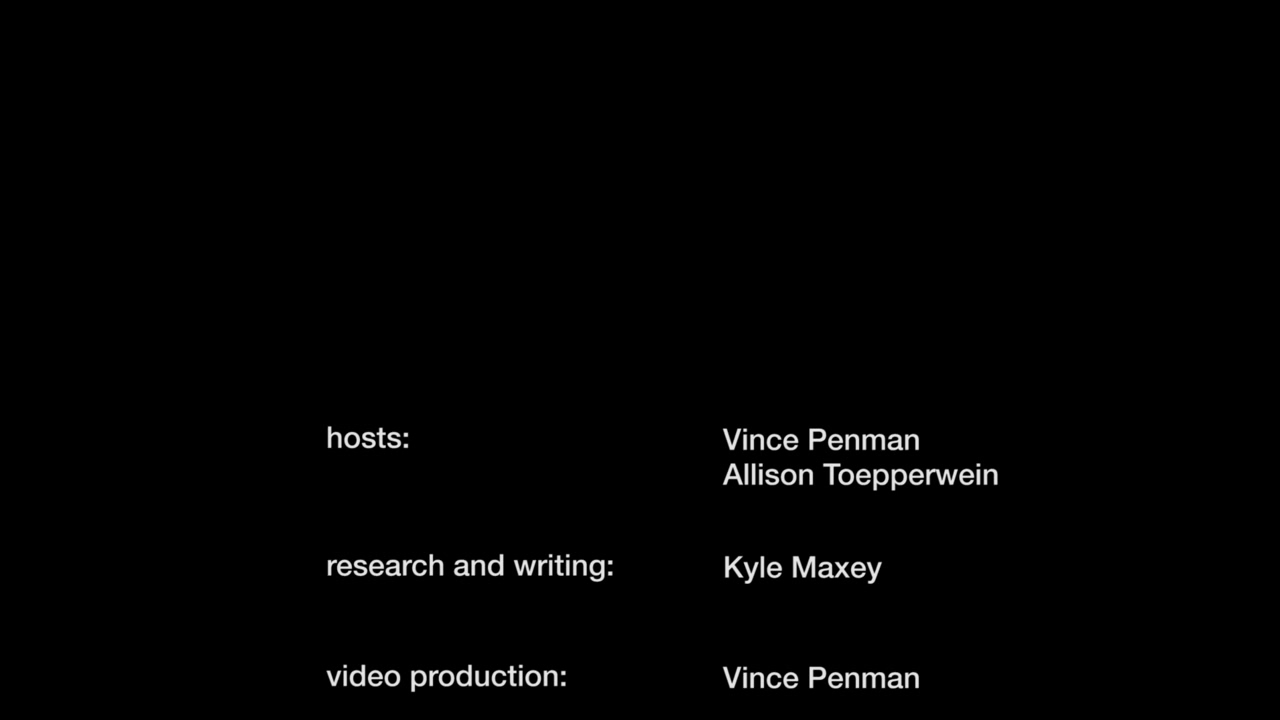 hosts: Vince Penman
Allison Toepperwein
research and writing: Kyle Maxey
video production: Vince Penman